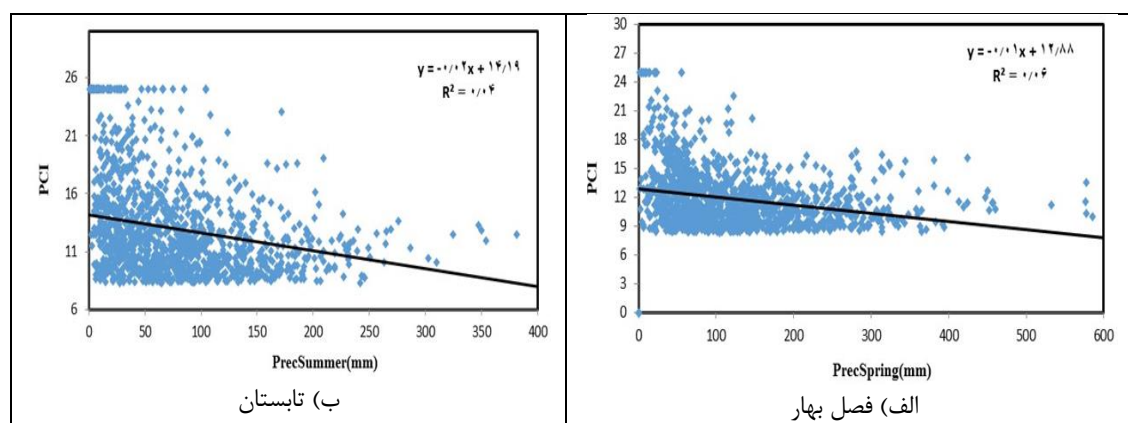 30
27
24
21
18
15
12
9
6
3
0
PCI
y = -۰/۰۱x + ۱۲/۸۸
R² = ۰/۰۶
0 100 200 300 400 500 600
PrecSpring(mm)
الف) فصل بهار
26
21
16
11
6
PCI
y = -۰/۰۲x + ۱۴/۱۹
R² = ۰/۰۴
0 50 100 150 200 250 300 350 400
PrecSummer(mm)
ب) تابستان